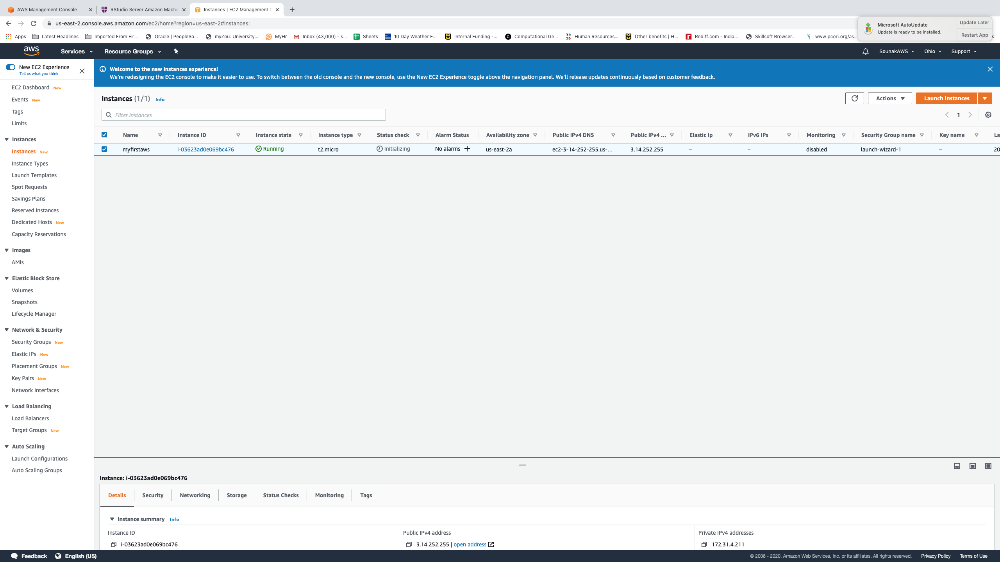 AWS Management Console
RStudio Server Amazon Machi
Instances | EC2 Management C
us-east-2.console.aws.amazon.com/ec2/home?region=us-east-2#Instances:
Microsoft AutoUpdate
Update is ready to be installed.
Update Later
Restart App
Apps
Latest Headlines
Imported From Fir...
Oracle | PeopleSo...
myZou: University...
MyHr
Inbox (43,000) - s...
Sheets
10 Day Weather F...
Internal Funding -...
Computational Ge...
Human Resources...
Other benefits | H...
Rediff.com - India...
Skillsoft Browser...
www.pcori.org/as...
aws
Services
Resource Groups
SounakAWS
Ohio
Support
New EC2 Experience
Tell us what you think
Welcome to the new instances experience!
We're redesigning the EC2 console to make it easier to use. To switch between the old console and the new console, use the New EC2 Experience toggle above the navigation panel. We'll release updates continuously based on customer feedback.
EC2 Dashboard New
Events New
Tags
Limits
Instances
Instances New
Instance Types
Launch Templates
Spot Requests
Savings Plans
Reserved Instances
Dedicated Hosts New
Capacity Reservations
Images
AMIs
Elastic Block Store
Volumes
Snapshots
Lifecycle Manager
Network & Security
Security Groups New
Elastic IPs New
Placement Groups New
Key Pairs New
Network Interfaces
Load Balancing
Load Balancers
Target Groups New
Auto Scaling
Launch Configurations
Auto Scaling Groups
Instances (1/1) Info
Actions
Launch instances
Filter instances
1
Name Instance ID Instance state Instance type Status check Alarm Status Availability zone Public IPv4 DNS Public IPv4 ... Elastic Ip IPv6 IPs Monitoring Security Group name Key name La
myfirstaws i-03623ad0e069bc476 Running t2.micro Initializing No alarms us-east-2a ec2-3-14-252-255.us-... 3.14.252.255 – – disabled launch-wizard-1 – 20
Instance: i-03623ad0e069bc476
Details Security Networking Storage Status Checks Monitoring Tags
Instance summary Info
Instance ID
i-03623ad0e069bc476
Public IPv4 address
3.14.252.255 | open address
Private IPv4 addresses
172.31.4.211
Feedback
English (US)
© 2008 - 2020, Amazon Web Services, Inc. or its affiliates. All rights reserved.
Privacy Policy
Terms of Use